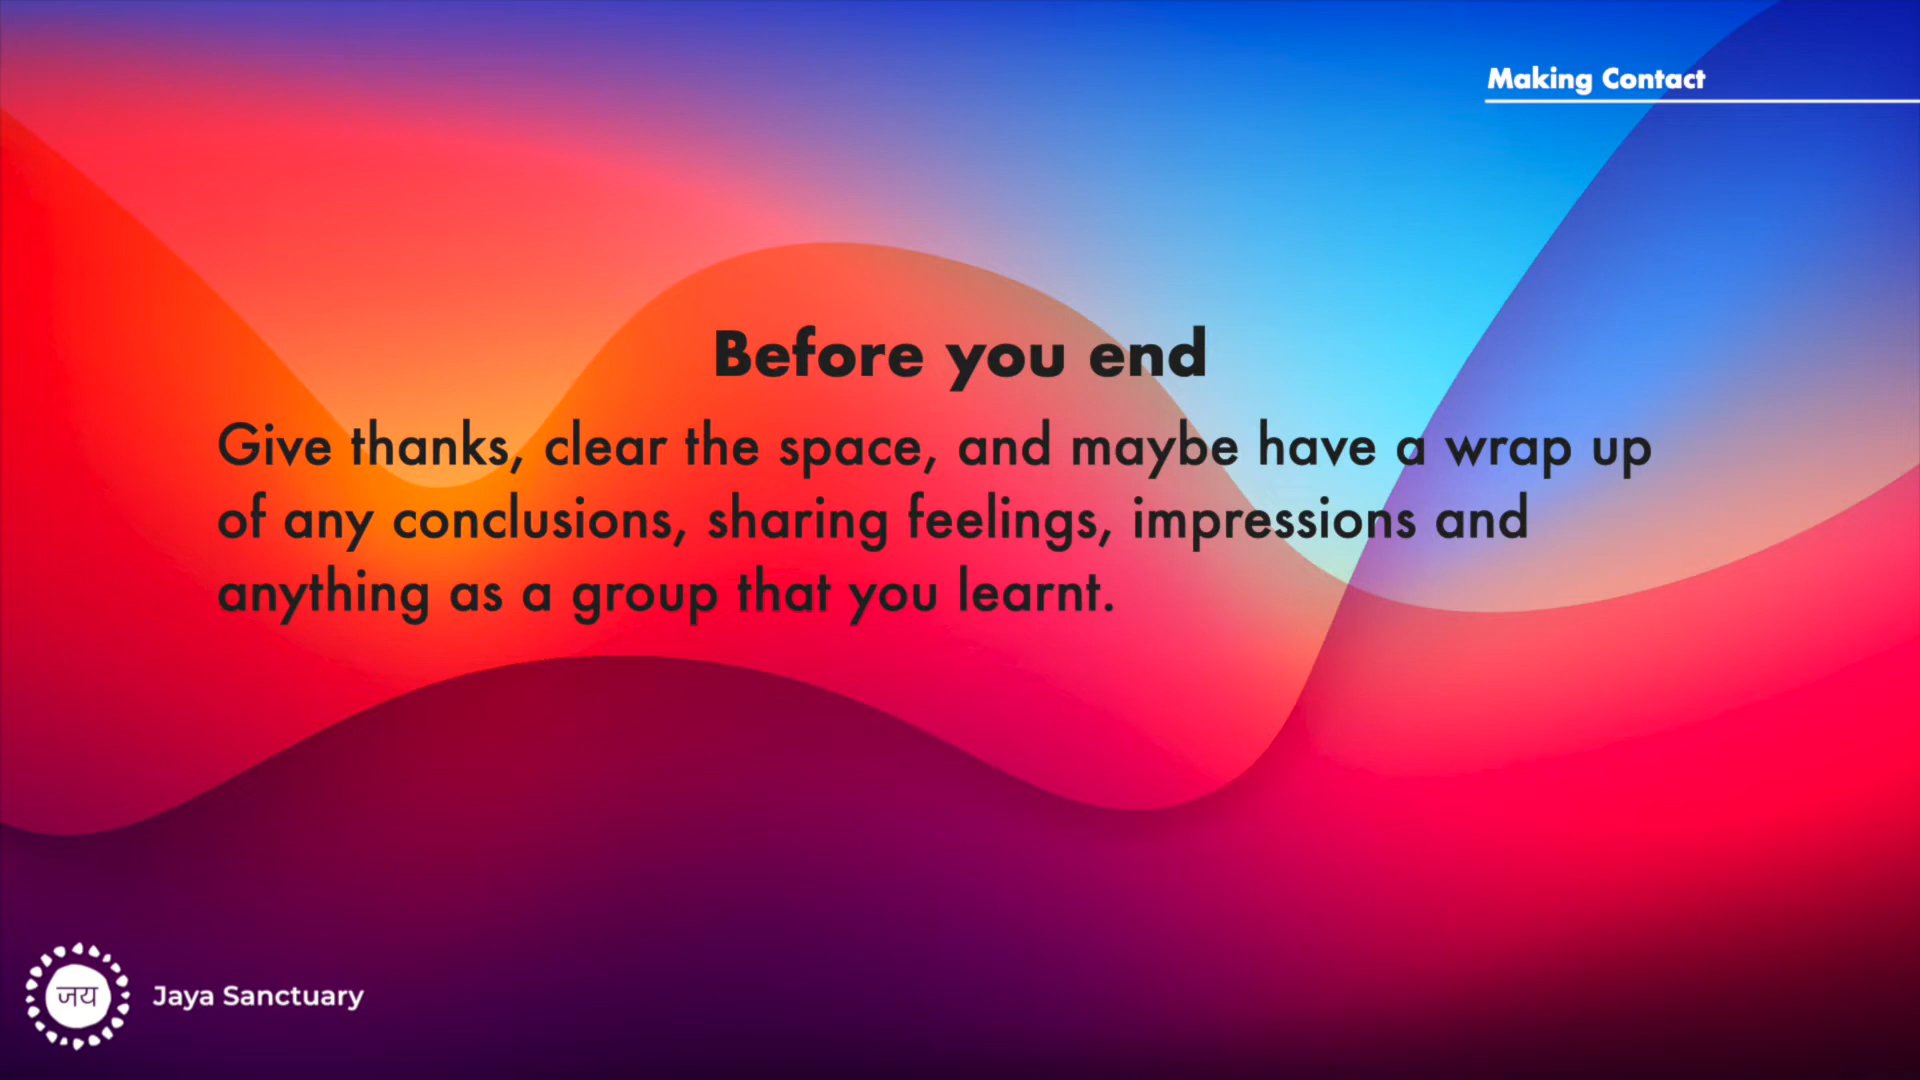 Making Contact
Before you end
Give thanks, clear the space, and maybe have a wrap up
of any conclusions, sharing feelings, impressions and
anything as a group that you learnt.
जय
Jaya Sanctuary